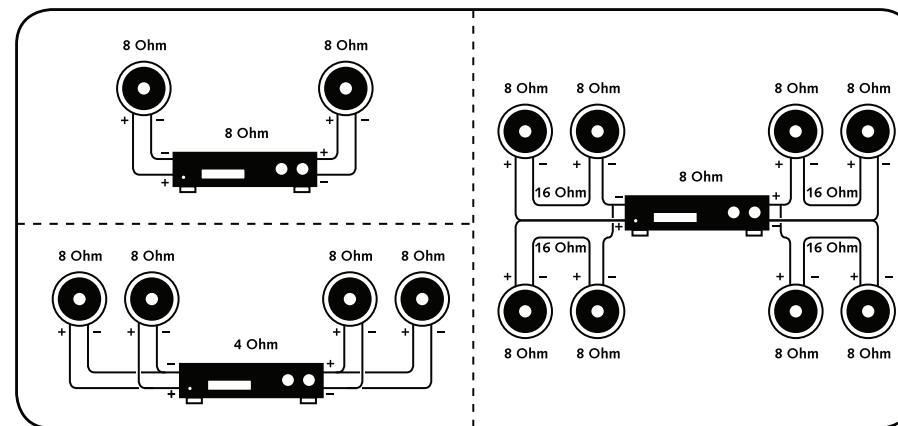 8 Ohm 8 Ohm
+ − − + + −
8 Ohm
+ −
8 Ohm 8 Ohm 8 Ohm 8 Ohm
+ − + − + − + −
4 Ohm
− +
+ −
8 Ohm 8 Ohm 8 Ohm 8 Ohm
+ − + − + − + −
16 Ohm 8 Ohm 16 Ohm
− +
+ −
16 Ohm 16 Ohm
+ − + − + − + −
8 Ohm 8 Ohm 8 Ohm 8 Ohm